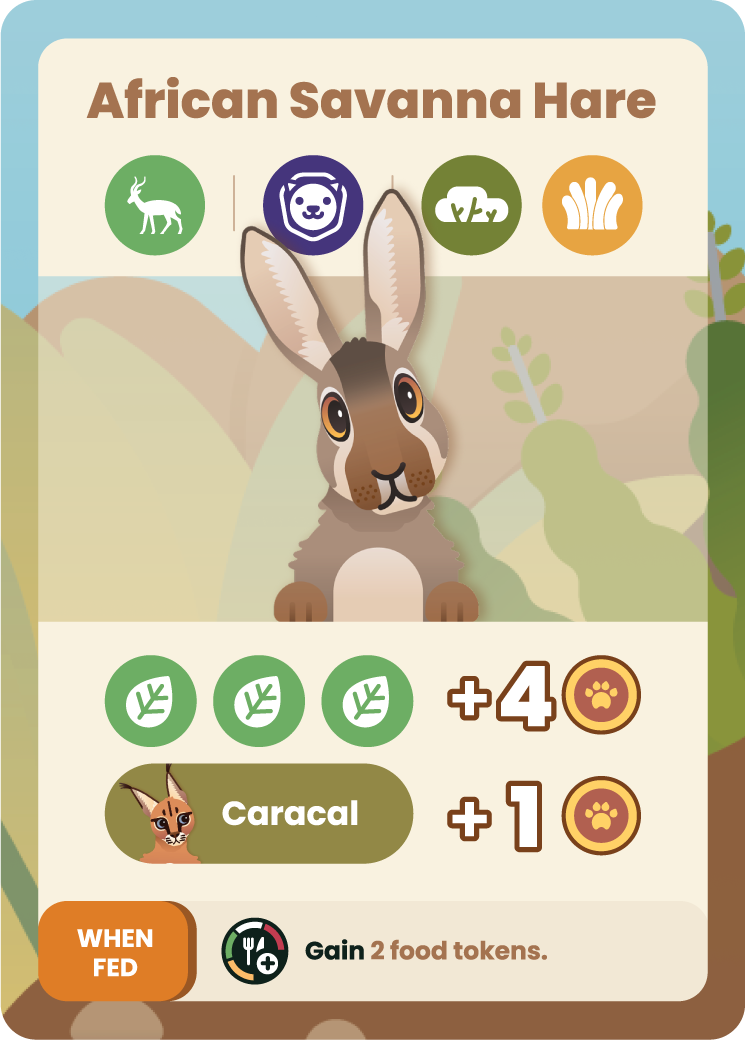 African Savanna Hare
+4
Caracal
+1
WHEN
FED
Gain 2 food tokens.